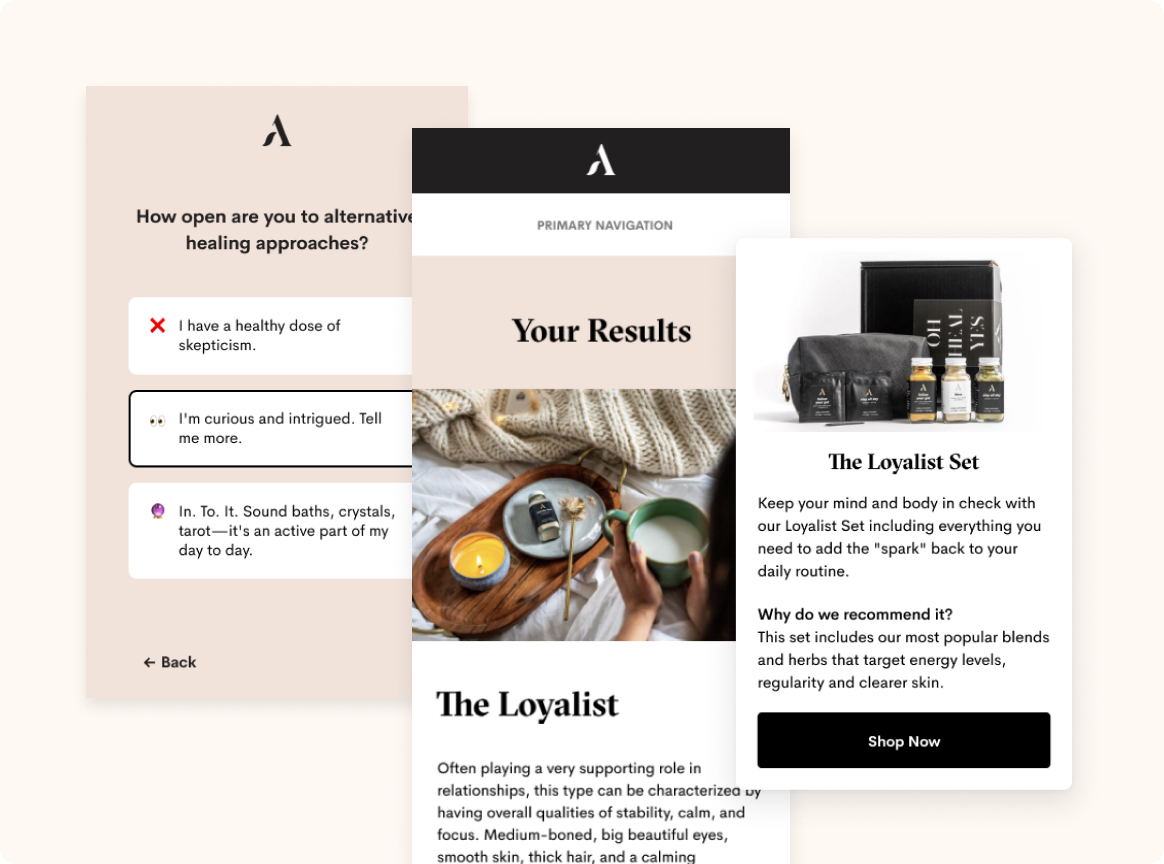 How open are you to alternative
healing approaches?
I have a healthy dose of
skepticism.
I'm curious and intrigued. Tell
me more.
In. To. It. Sound baths, crystals,
tarot—it's an active part of my
day to day.
← Back
PRIMARY NAVIGATION
Your Results
The Loyalist
Often playing a very supporting role in
relationships, this type can be characterized by
having overall qualities of stability, calm, and
focus. Medium-boned, big beautiful eyes,
smooth skin, thick hair, and a calming
OH
HEAL
YES
The Loyalist Set
Keep your mind and body in check with
our Loyalist Set including everything you
need to add the "spark" back to your
daily routine.
Why do we recommend it?
This set includes our most popular blends
and herbs that target energy levels,
regularity and clearer skin.
Shop Now